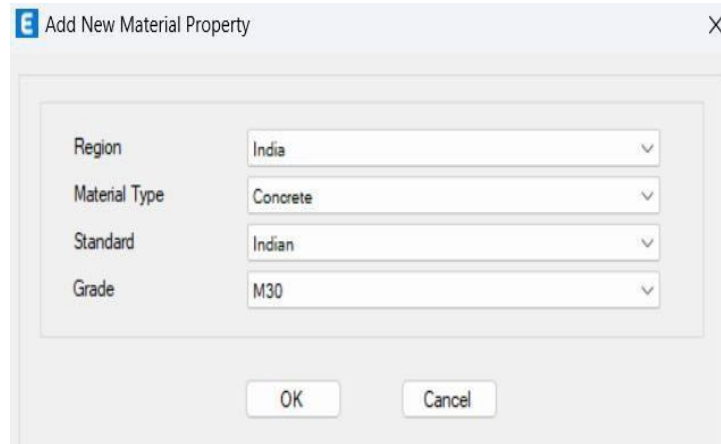 E Add New Material Property X
Region India
Material Type Concrete
Standard Indian
Grade M30
OK Cancel